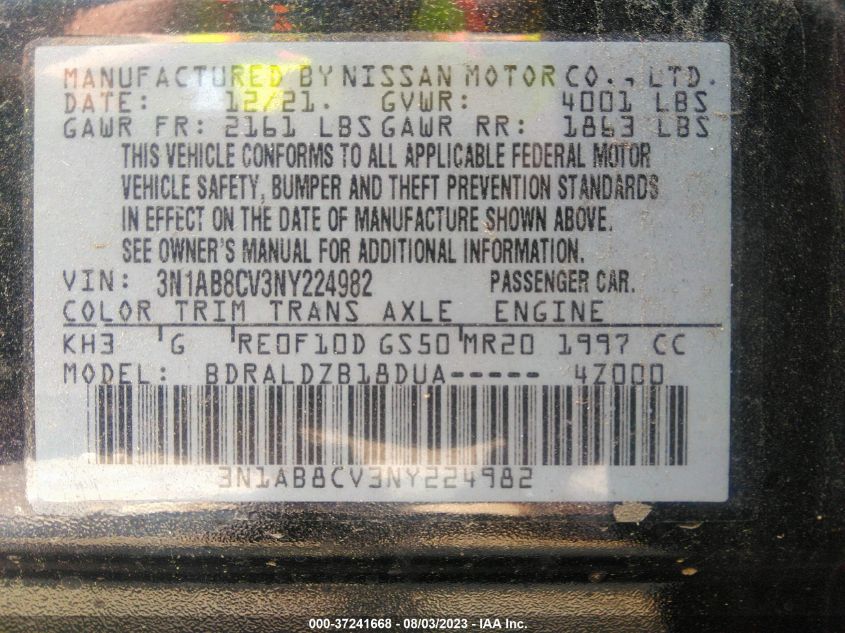 MANUFACTURED BY NISSAN MOTOR CO., LTD.
DATE: 12/21. GVWR: 4001 LBS
GAWR FR: 2161 LBS GAWR RR: 1863 LBS
THIS VEHICLE CONFORMS TO ALL APPLICABLE FEDERAL MOTOR
VEHICLE SAFETY, BUMPER AND THEFT PREVENTION STANDARDS
IN EFFECT ON THE DATE OF MANUFACTURE SHOWN ABOVE.
SEE OWNER'S MANUAL FOR ADDITIONAL INFORMATION.
VIN: 3N1AB8CV3NY224982 PASSENGER CAR.
COLOR TRIM TRANS AXLE ENGINE
KH3 'G 'RE0F10D GS50'MR20 1997 CC
MODEL: BDRALDZB18DUA----- 4Z000
3N1AB8CV3NY224982
000-37241668 - 08/03/2023 - IAA Inc.